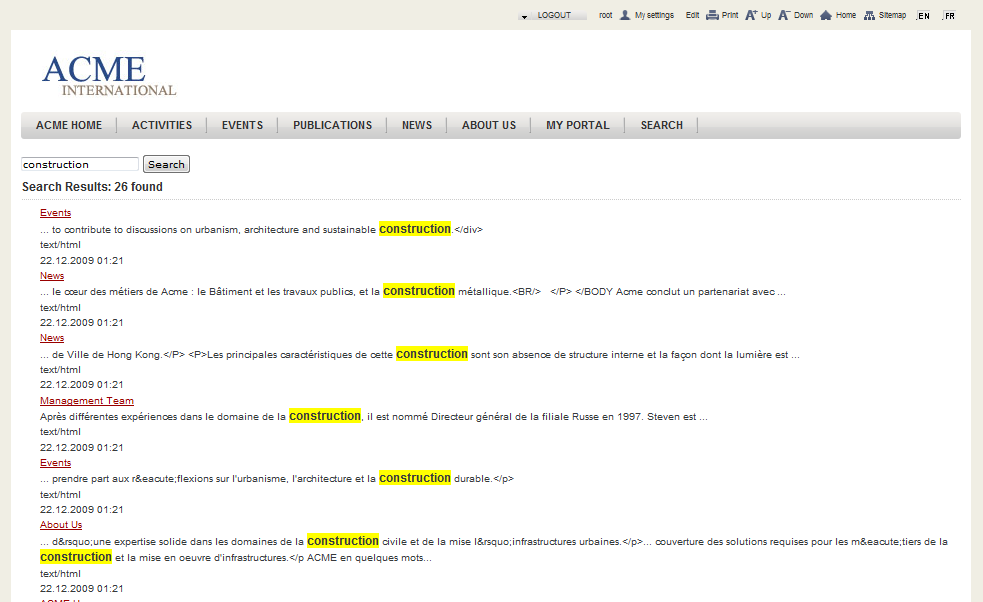 LOGOUT root My settings Edit Print A+ Up A- Down Home Sitemap EN FR
ACME
INTERNATIONAL
ACME HOME ACTIVITIES EVENTS PUBLICATIONS NEWS ABOUT US MY PORTAL SEARCH
construction Search
Search Results: 26 found
Events
... to contribute to discussions on urbanism, architecture and sustainable construction.</div>
text/html
22.12.2009 01:21
News
... le cœur des métiers de Acme : le Bâtiment et les travaux publics, et la construction métallique.<BR/> </P> </BODY Acme conclut un partenariat avec ...
text/html
22.12.2009 01:21
News
... de Ville de Hong Kong.</P> <P>Les principales caractéristiques de cette construction sont son absence de structure interne et la façon dont la lumière est ...
text/html
22.12.2009 01:21
Management Team
Après différentes expériences dans le domaine de la construction, il est nommé Directeur général de la filiale Russe en 1997. Steven est ...
text/html
22.12.2009 01:21
Events
... prendre part aux r&eacute;flexions sur l'urbanisme, l'architecture et la construction durable.</p>
text/html
22.12.2009 01:21
About Us
... d&rsquo;une expertise solide dans les domaines de la construction civile et de la mise l&rsquo;infrastructures urbaines.</p>... couverture des solutions requises pour les m&eacute;tiers de la
construction et la mise en oeuvre d'infrastructures.</p ACME en quelques mots...
text/html
22.12.2009 01:21